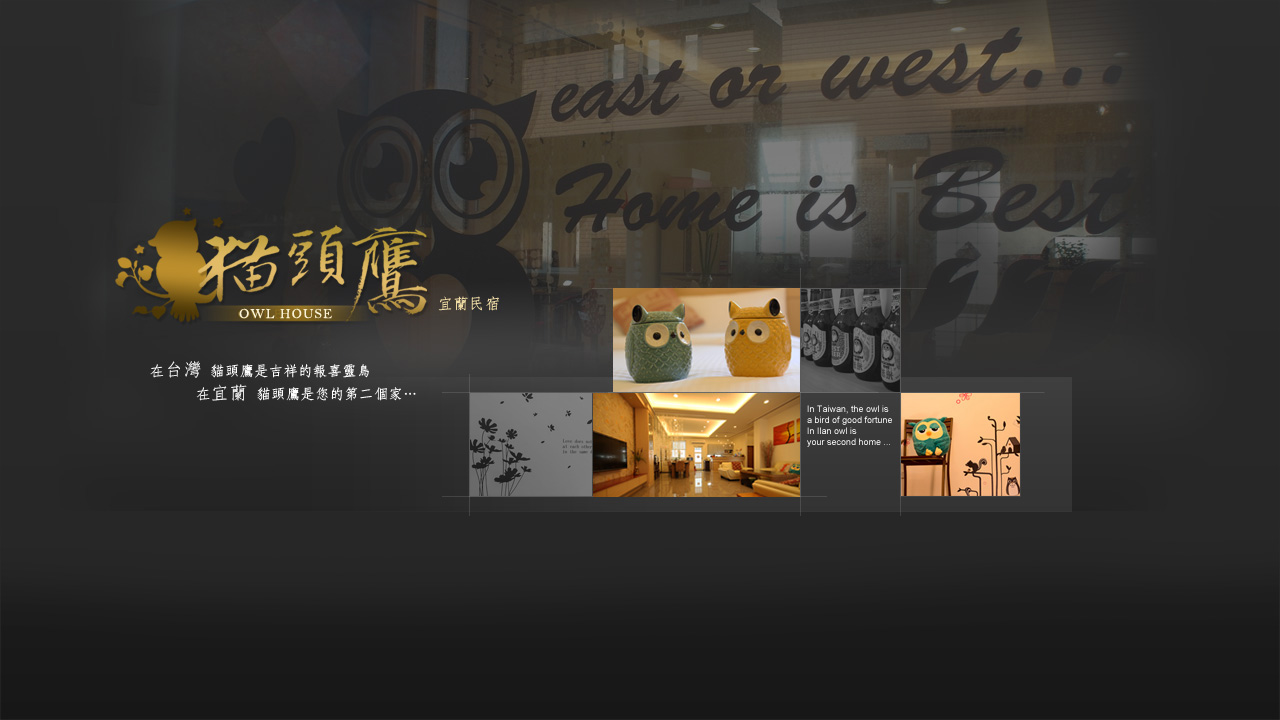 east or west...
Home is Best
猫頭鷹
OWL HOUSE
宜蘭民宿
在台灣 貓頭鷹是吉祥的報喜靈鳥
在宜蘭 貓頭鷹是您的第二個家…
In Taiwan, the owl is
a bird of good fortune
In Ilan owl is
your second home ...